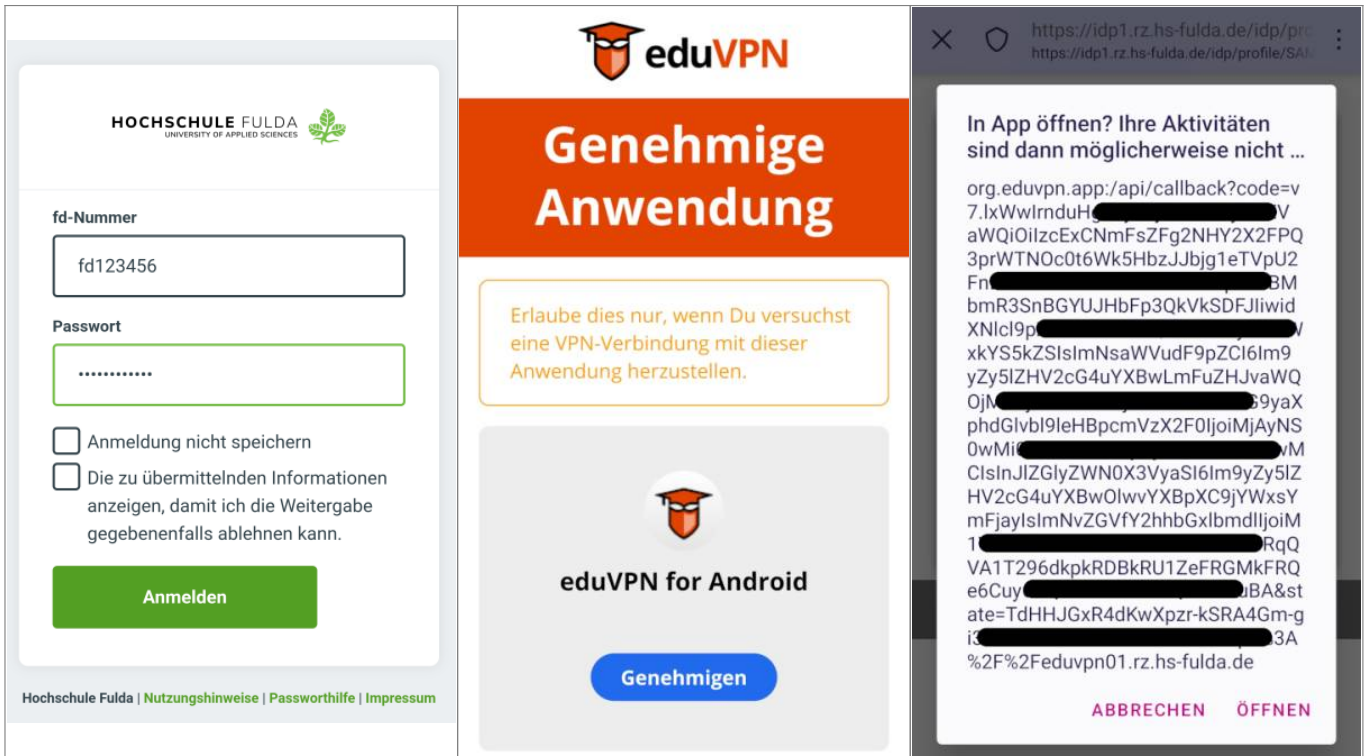 HOCHSCHULE FULDA
UNIVERSITY OF APPLIED SCIENCES
fd-Nummer
fd123456
Passwort
............
Anmeldung nicht speichern
Die zu übermittelnden Informationen
anzeigen, damit ich die Weitergabe
gegebenenfalls ablehnen kann.
Anmelden
Hochschule Fulda | Nutzungshinweise | Passworthilfe | Impressum
eduVPN
Genehmige
Anwendung
Erlaube dies nur, wenn Du versuchst
eine VPN-Verbindung mit dieser
Anwendung herzustellen.
eduVPN for Android
Genehmigen
https://idp1.rz.hs-fulda.de/idp/pro
https://idp1.rz.hs-fulda.de/idp/profile/SAM
In App öffnen? Ihre Aktivitäten
sind dann möglicherweise nicht ...
org.eduvpn.app:/api/callback?code=v
7.IxWwIrnduH V
aWQiOiIzcExCNmFsZFg2NHY2X2FPQ
3prWTNOc0t6Wk5HbzJJbjg1eTVpU2
Fn BM
bmR3SnBGYUJHbFp3QkVkSDFJIiwid
XNlcl9p
xkYS5kZSIsImNsaWVudF9pZCI6Im9
yZy5lZHV2cG4uYXBwLmFuZHJvaWQ
OjM G9yaX
phdGlvbl9leHBpcmVzX2F0IjoiMjAyNS
0wMi vM
CIsInJlZGlyZWN0X3VyaSI6Im9yZy5lZ
HV2cG4uYXBwOlwvYXBpXC9jYWxsY
mFjayIsImNvZGVfY2hhbGxlbmdlIjoiM
1 RqQ
VA1T296dkpkRDBkRU1ZeFRGMkFRQ
e6Cuy uBA&st
ate=TdHHJGxR4dKwXpzr-kSRA4Gm-g
i3 3A
%2F%2Feduvpn01.rz.hs-fulda.de
ABBRECHEN ÖFFNEN